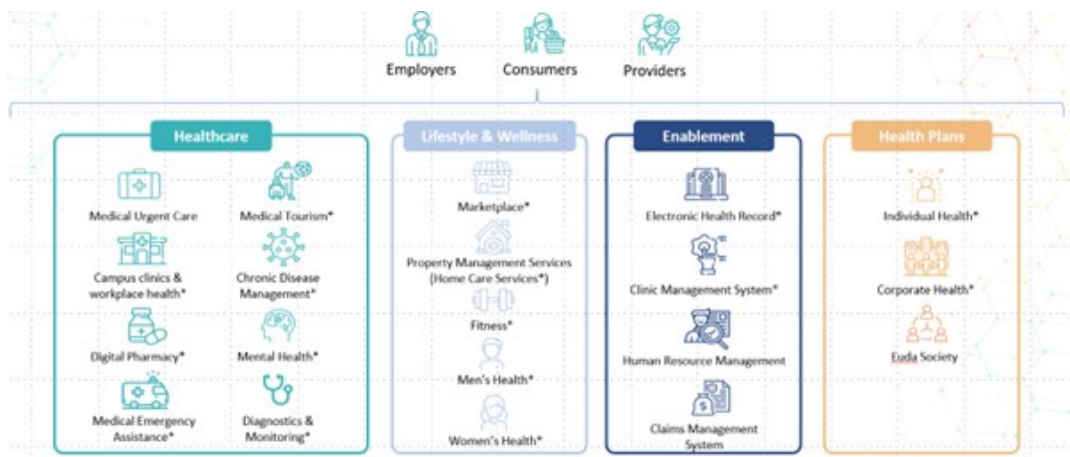 Employers
Consumers
Providers
Healthcare
Medical Urgent Care
Medical Tourism*
Campus clinics &
workplace health*
Chronic Disease
Management*
Digital Pharmacy*
Mental Health*
Medical Emergency
Assistance*
Diagnostics &
Monitoring*
Lifestyle & Wellness
Marketplace*
Property Management Services
(Home Care Services*)
Fitness*
Men's Health*
Women's Health*
Enablement
Electronic Health Record*
Clinic Management System*
Human Resource Management
Claims Management
System
Health Plans
Individual Health*
Corporate Health*
Euda Society